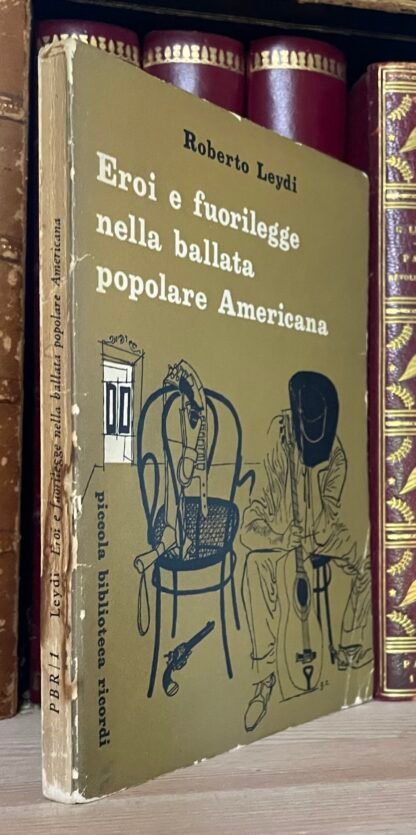 Roberto Leydi
Eroi e fuorilegge
nella ballata
popolare Americana
piccola biblioteca ricordi
PBR/1 Leydi Eroi e fuorilegge nella ballata popolare Americana